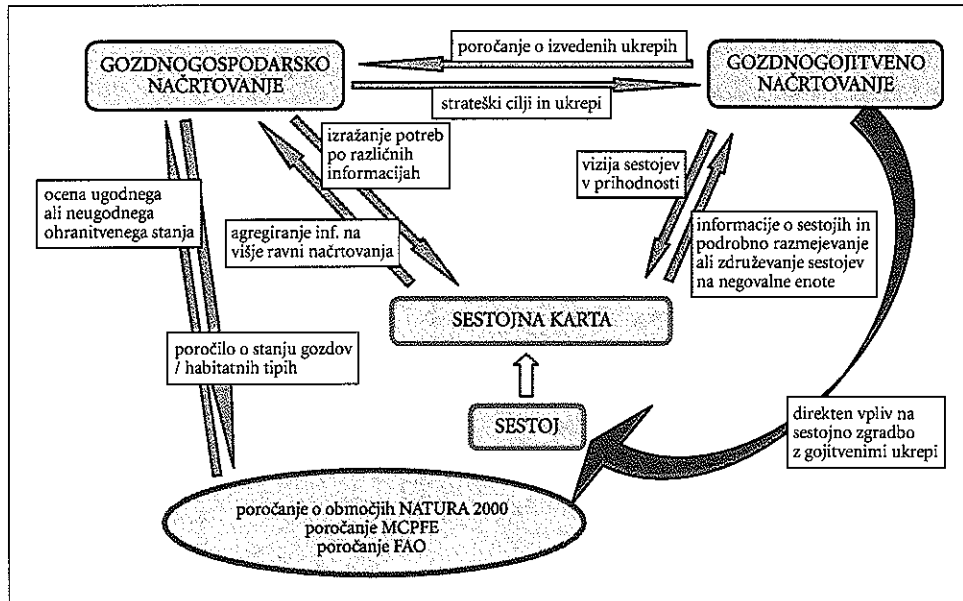 GOZDNOGOSPODARSKO
NAČRTOVANJE
poročanje o izvedenih ukrepih
strateški cilji in ukrepi
GOZDNOGOJITVENO
NAČRTOVANJE
izražanje potreb
po različnih
informacijah
vizija sestojev
v prihodnosti
ocena ugodnega
ali neugodnega
ohranitvenega stanja
agregiranje inf. na
višje ravni načrtovanja
informacije o sestojih in
podrobno razmejevanje
ali združevanje sestojev
na negovalne enote
SESTOJNA KARTA
poročilo o stanju gozdov
/ habitatnih tipih
SESTOJ
direkten vpliv na
sestojno zgradbo
z gojitvenimi ukrepi
poročanje o območjih NATURA 2000
poročanje MCPFE
poročanje FAO